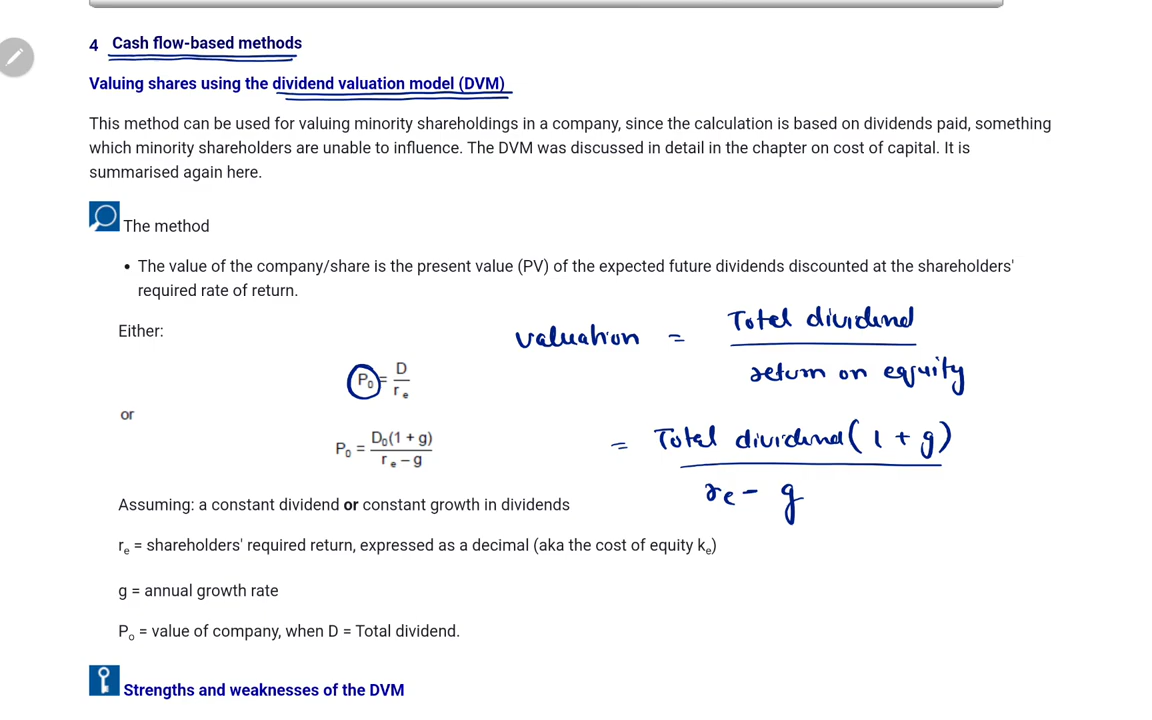 4 Cash flow-based methods
Valuing shares using the dividend valuation model (DVM)
This method can be used for valuing minority shareholdings in a company, since the calculation is based on dividends paid, something
which minority shareholders are unable to influence. The DVM was discussed in detail in the chapter on cost of capital. It is
summarised again here.
The method
• The value of the company/share is the present value (PV) of the expected future dividends discounted at the shareholders'
required rate of return.
Either:
P₀ = D / rₑ
valuation = Total dividend / return on equity
or
P₀ = D₀(1 + g) / rₑ – g
= Total dividend (1 + g) / re – g
Assuming: a constant dividend or constant growth in dividends
rₑ = shareholders' required return, expressed as a decimal (aka the cost of equity kₑ)
g = annual growth rate
Pₒ = value of company, when D = Total dividend.
Strengths and weaknesses of the DVM